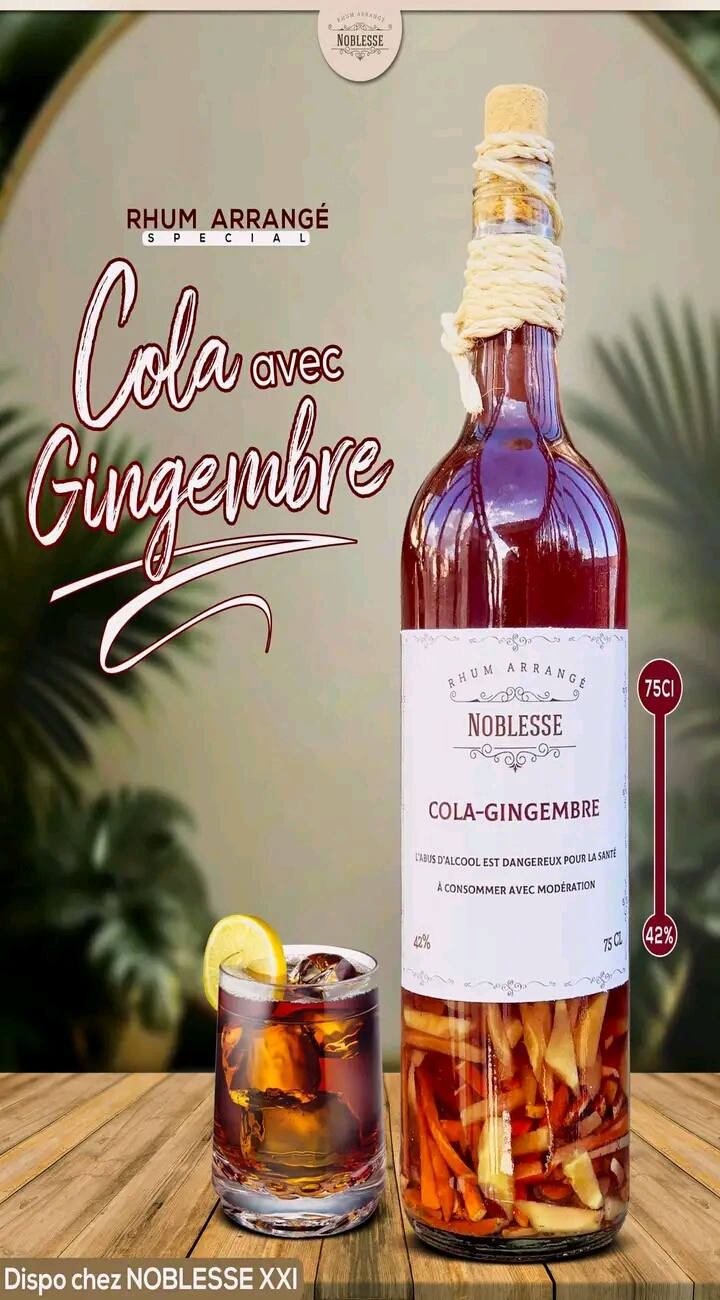 RHUM ARRANGÉ
NOBLESSE
RHUM ARRANGÉ
SPECIAL
Cola avec
Gingembre
RHUM ARRANGÉ
NOBLESSE
COLA-GINGEMBRE
L'ABUS D'ALCOOL EST DANGEREUX POUR LA SANTÉ
À CONSOMMER AVEC MODÉRATION
42%
75 CL
75Cl
42%
Dispo chez NOBLESSE XXI